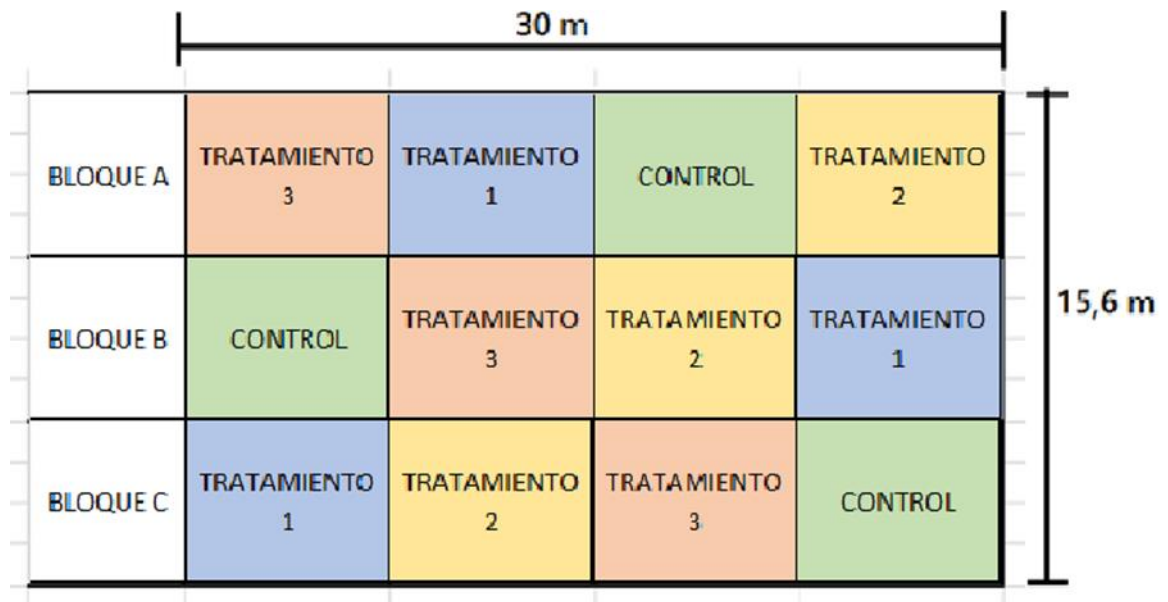 30 m
BLOQUE A
TRATAMIENTO
3
TRATAMIENTO
1
CONTROL
TRATAMIENTO
2
15,6 m
BLOQUE B
CONTROL
TRATAMIENTO
3
TRATAMIENTO
2
TRATAMIENTO
1
BLOQUE C
TRATAMIENTO
1
TRATAMIENTO
2
TRATAMIENTO
3
CONTROL